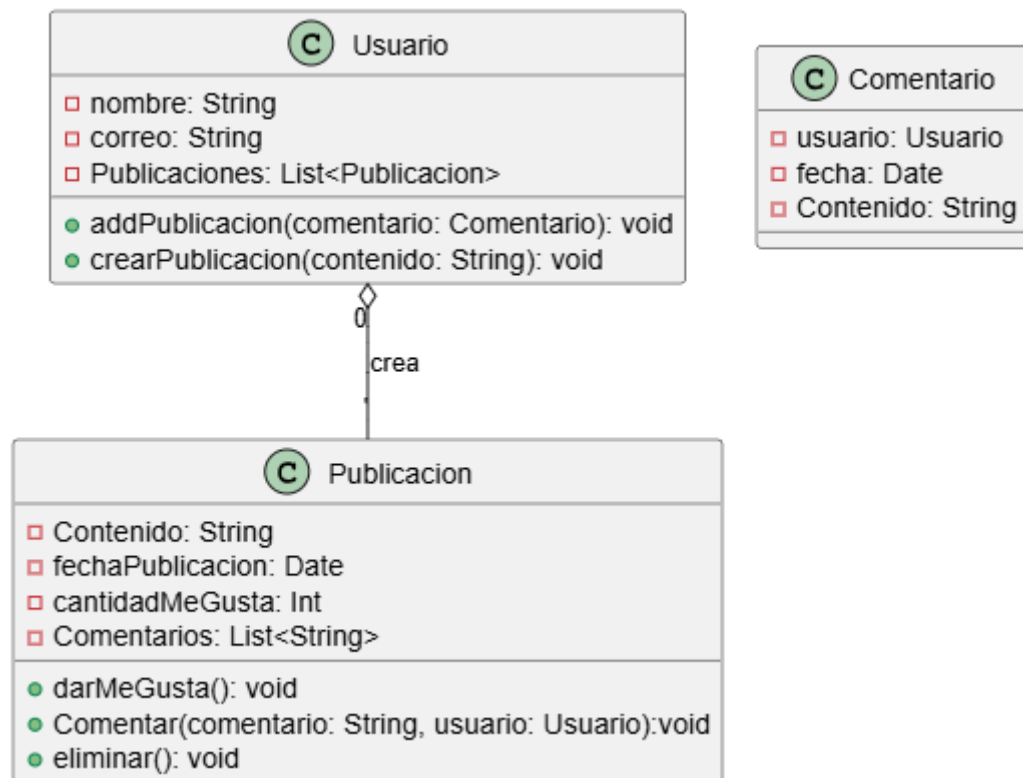 C Usuario
nombre: String
correo: String
Publicaciones: List<Publicacion>
addPublicacion(comentario: Comentario): void
crearPublicacion(contenido: String): void
C Comentario
usuario: Usuario
fecha: Date
Contenido: String
0
crea
C Publicacion
Contenido: String
fechaPublicacion: Date
cantidadMeGusta: Int
Comentarios: List<String>
darMeGusta(): void
Comentar(comentario: String, usuario: Usuario):void
eliminar(): void